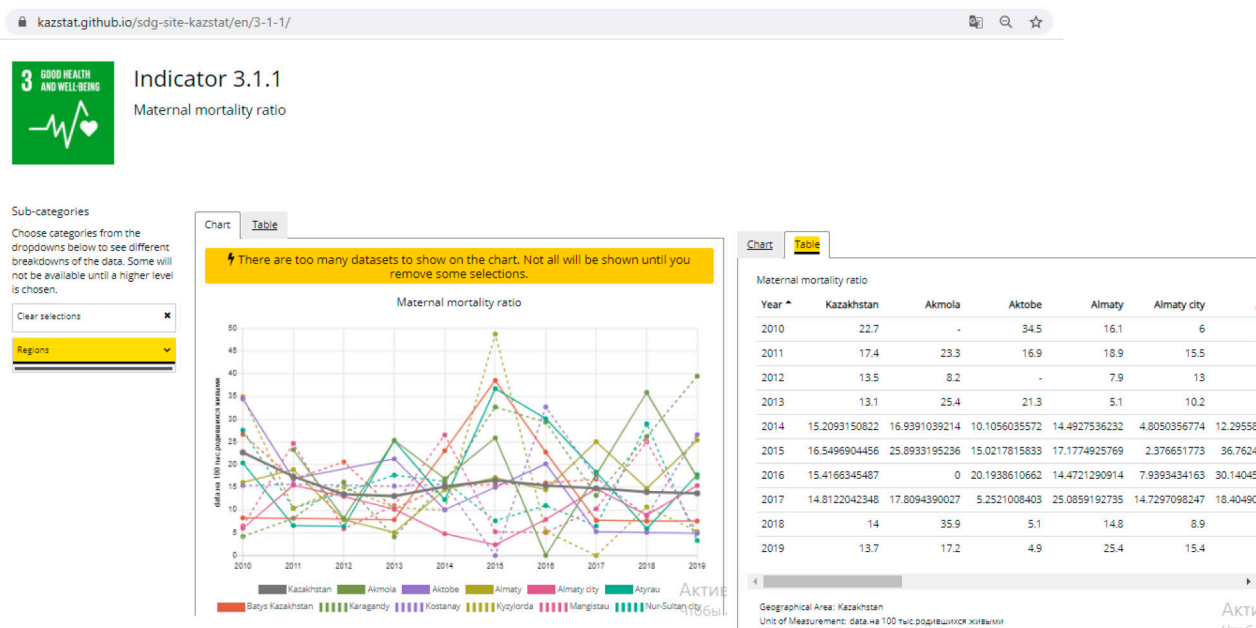 kazstat.github.io/sdg-site-kazstat/en/3-1-1/
3 GOOD HEALTH
AND WELL-BEING
Indicator 3.1.1
Maternal mortality ratio
Sub-categories
Choose categories from the
dropdowns below to see different
breakdowns of the data. Some will
not be available until a higher level
is chosen.
Clear selections
Regions
Chart Table
There are too many datasets to show on the chart. Not all will be shown until you
remove some selections.
Maternal mortality ratio
data на 100 тыс.родившихся живыми
50
45
40
35
30
25
20
15
10
5
0
2010 2011 2012 2013 2014 2015 2016 2017 2018 2019
Kazakhstan Akmola Aktobe Almaty Almaty city Atyrau
Batys Kazakhstan Karagandy Kostanay Kyzylorda Mangistau Nur-Sultan city
Chart Table
Maternal mortality ratio
Year Kazakhstan Akmola Aktobe Almaty Almaty city
2010 22.7 - 34.5 16.1 6
2011 17.4 23.3 16.9 18.9 15.5
2012 13.5 8.2 - 7.9 13
2013 13.1 25.4 21.3 5.1 10.2
2014 15.2093150822 16.9391039214 10.1056035572 14.4927536232 4.8050356774 12.29558
2015 16.5496904456 25.8933195236 15.0217815833 17.1774925769 2.376651773 36.7624
2016 15.4166345487 0 20.1938610662 14.4721290914 7.9393434163 30.14045
2017 14.8122042348 17.8094390027 5.2521008403 25.0859192735 14.7297098247 18.40490
2018 14 35.9 5.1 14.8 8.9
2019 13.7 17.2 4.9 25.4 15.4
Geographical Area: Kazakhstan
Unit of Measurement: data.на 100 тыс.родившихся живыми